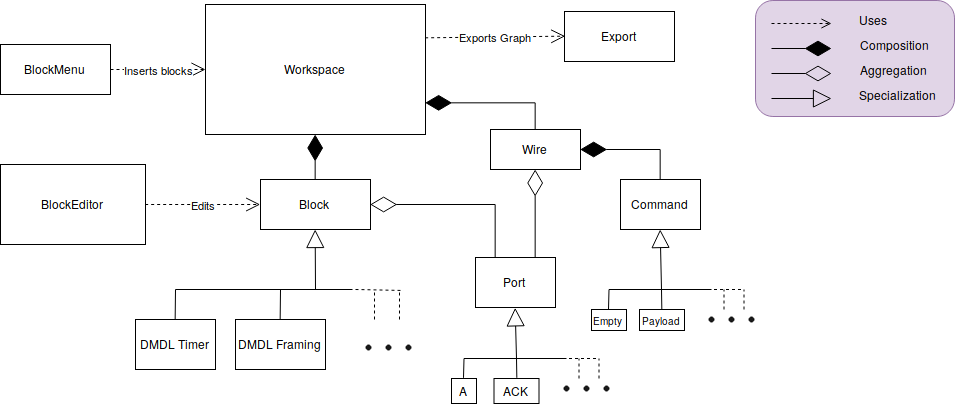 Uses
Composition
Aggregation
Specialization
BlockMenu
Inserts blocks
Workspace
Exports Graph
Export
Wire
BlockEditor
Edits
Block
Command
Port
DMDL Timer
DMDL Framing
Empty
Payload
A
ACK